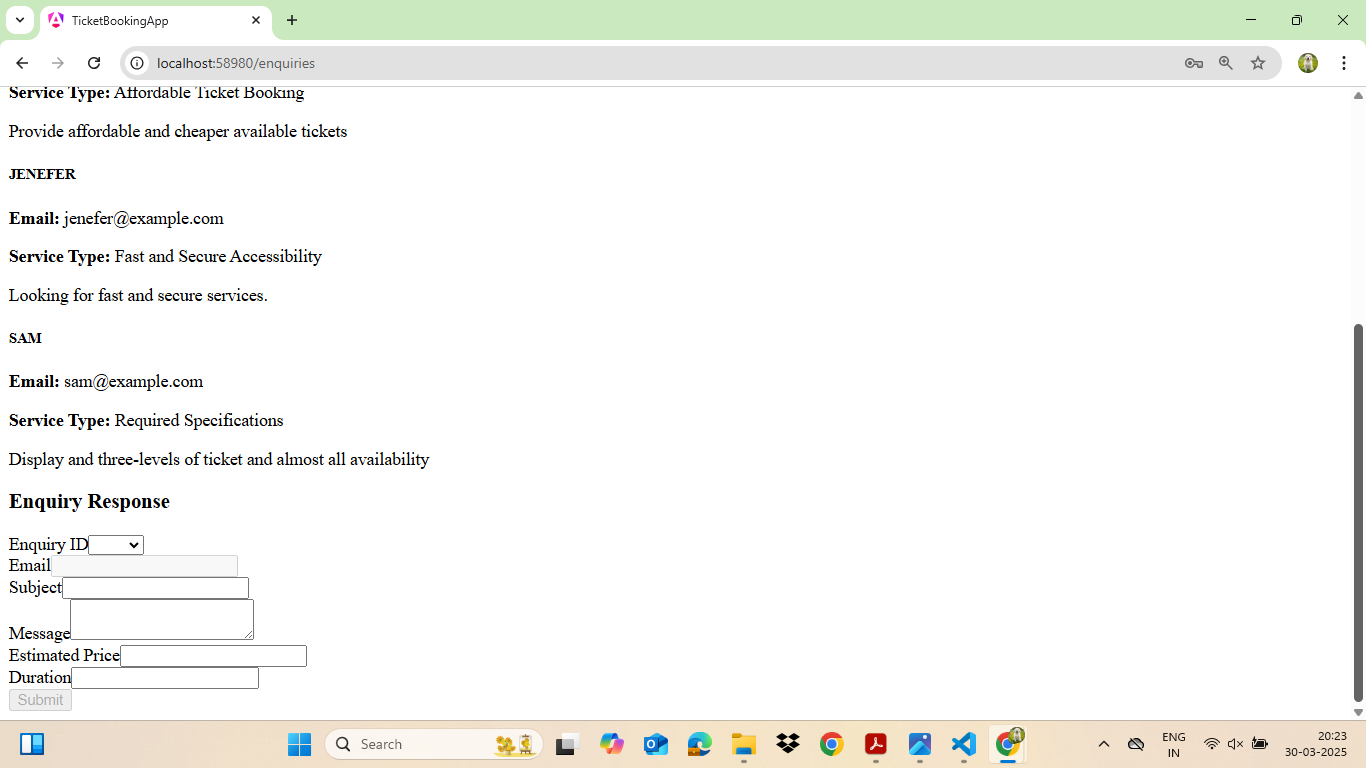 TicketBookingApp
localhost:58980/enquiries
Service Type: Affordable Ticket Booking
Provide affordable and cheaper available tickets
JENEFER
Email: jenefer@example.com
Service Type: Fast and Secure Accessibility
Looking for fast and secure services.
SAM
Email: sam@example.com
Service Type: Required Specifications
Display and three-levels of ticket and almost all availability
Enquiry Response
Enquiry ID
Email
Subject
Message
Estimated Price
Duration
Submit
Search
ENG
IN
20:23
30-03-2025